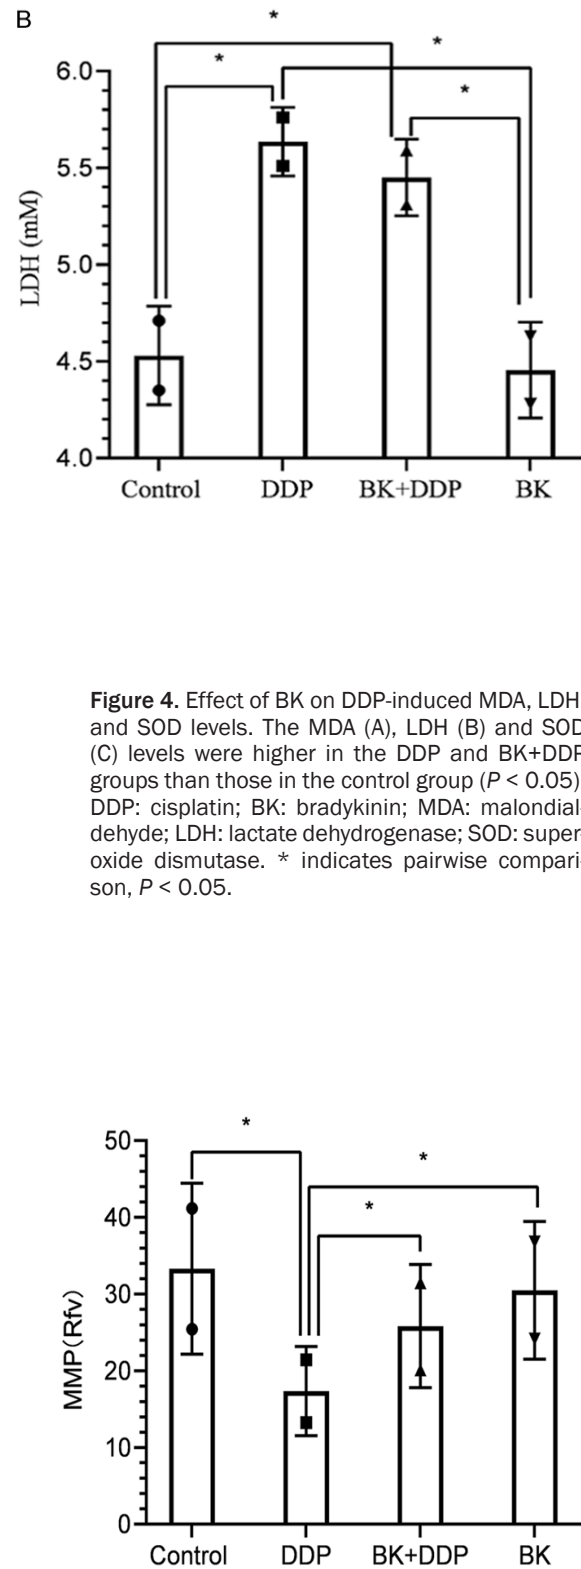 B
*
*
*
*
6.0
5.5
5.0
4.5
4.0
LDH (mM)
Control DDP BK+DDP BK
Figure 4. Effect of BK on DDP-induced MDA, LDH
and SOD levels. The MDA (A), LDH (B) and SOD
(C) levels were higher in the DDP and BK+DDP
groups than those in the control group (P < 0.05)
DDP: cisplatin; BK: bradykinin; MDA: malondial-
dehyde; LDH: lactate dehydrogenase; SOD: super-
oxide dismutase. * indicates pairwise compari-
son, P < 0.05.
*
*
*
50
40
30
20
10
0
MMP(Rfv)
Control DDP BK+DDP BK